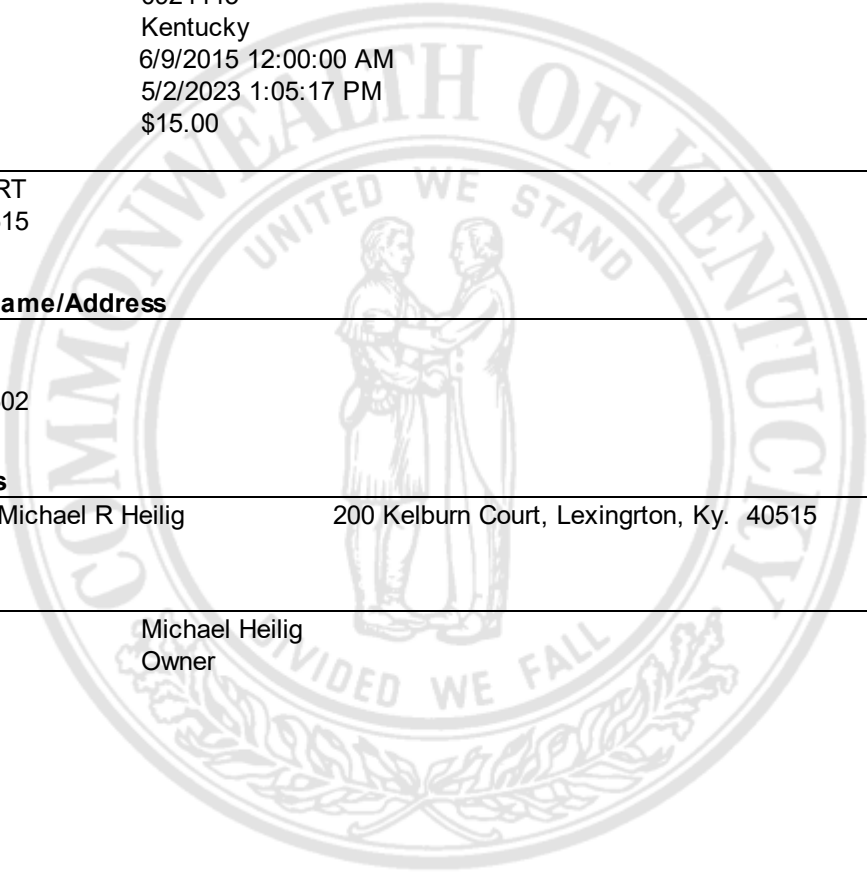 Kentucky
6/9/2015 12:00:00 AM
5/2/2023 1:05:17 PM
$15.00
RT
15
ame/Address
02
s
Michael R Heilig 200 Kelburn Court, Lexingrton, Ky. 40515
Michael Heilig
Owner
COMMONWEALTH OF KENTUCKY
UNITED WE STAND
DIVIDED WE FALL